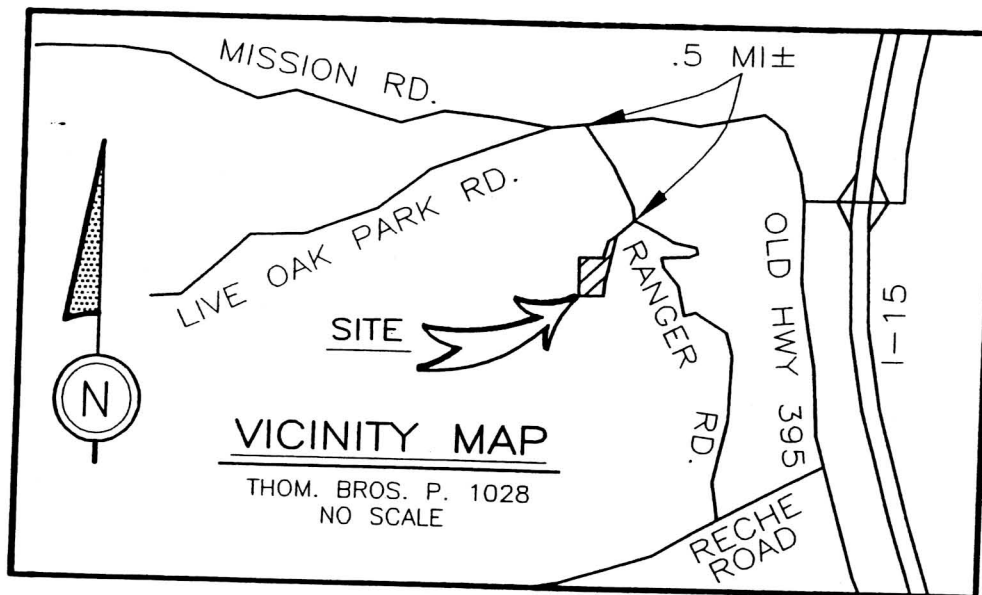 MISSION RD.
.5 MI±
LIVE OAK PARK RD.
OLD HWY 395
I-15
RANGER RD.
SITE
N
VICINITY MAP
THOM. BROS. P. 1028
NO SCALE
RECHE
ROAD